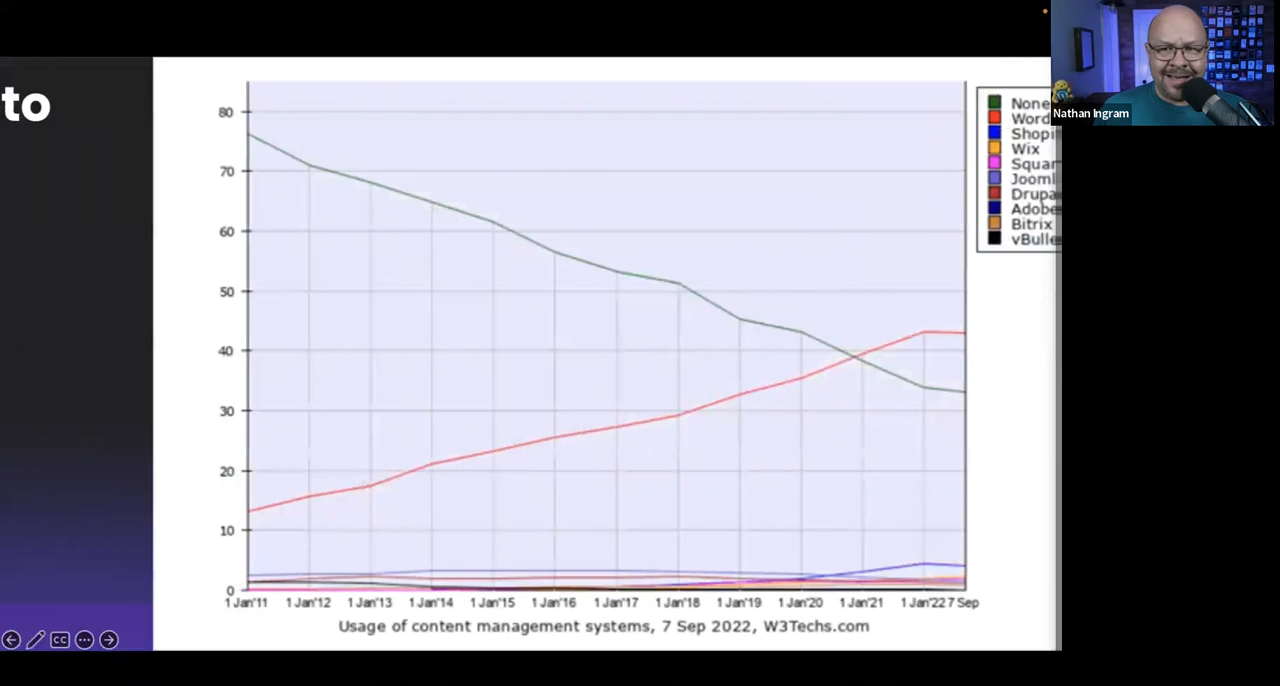 to
Nathan Ingram
80
70
60
50
40
30
20
10
0
1 Jan'11 1 Jan'12 1 Jan'13 1 Jan'14 1 Jan'15 1 Jan'16 1 Jan'17 1 Jan'18 1 Jan'19 1 Jan'20 1 Jan'21 1 Jan'22 7 Sep
Usage of content management systems, 7 Sep 2022, W3Techs.com
None
Word
Shopi
Wix
Squar
Jooml
Drupa
Adobe
Bitrix
vBulle
CC